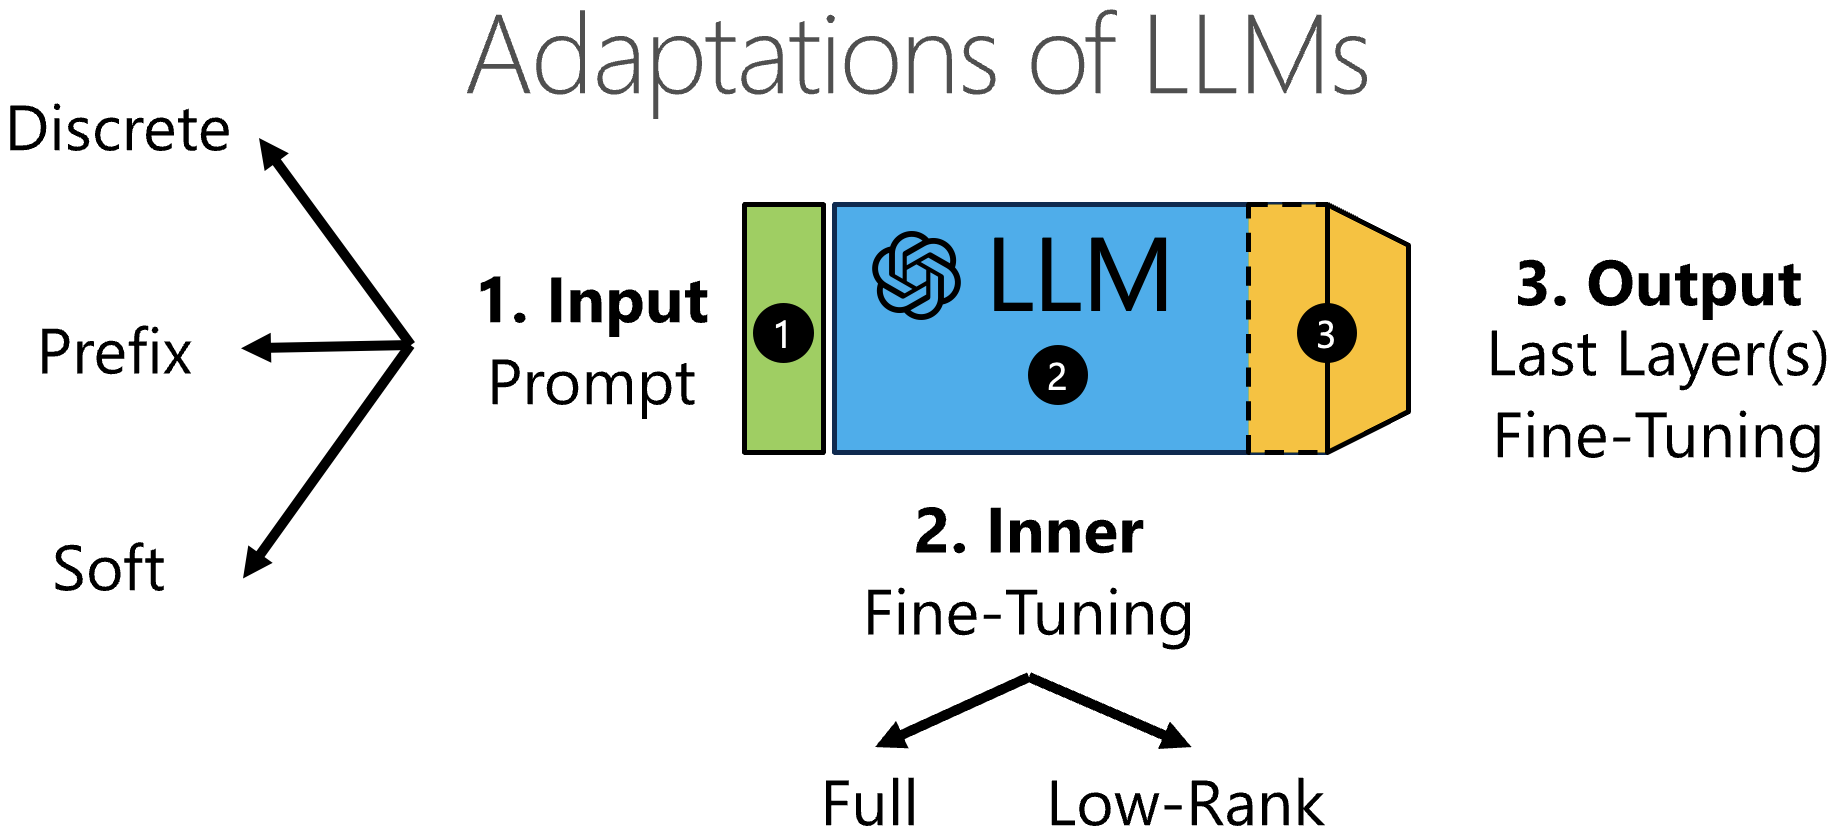 Adaptations of LLMs
Discrete
Prefix
Soft
1. Input
Prompt
1
LLM
2
3
3. Output
Last Layer(s)
Fine-Tuning
2. Inner
Fine-Tuning
Full
Low-Rank